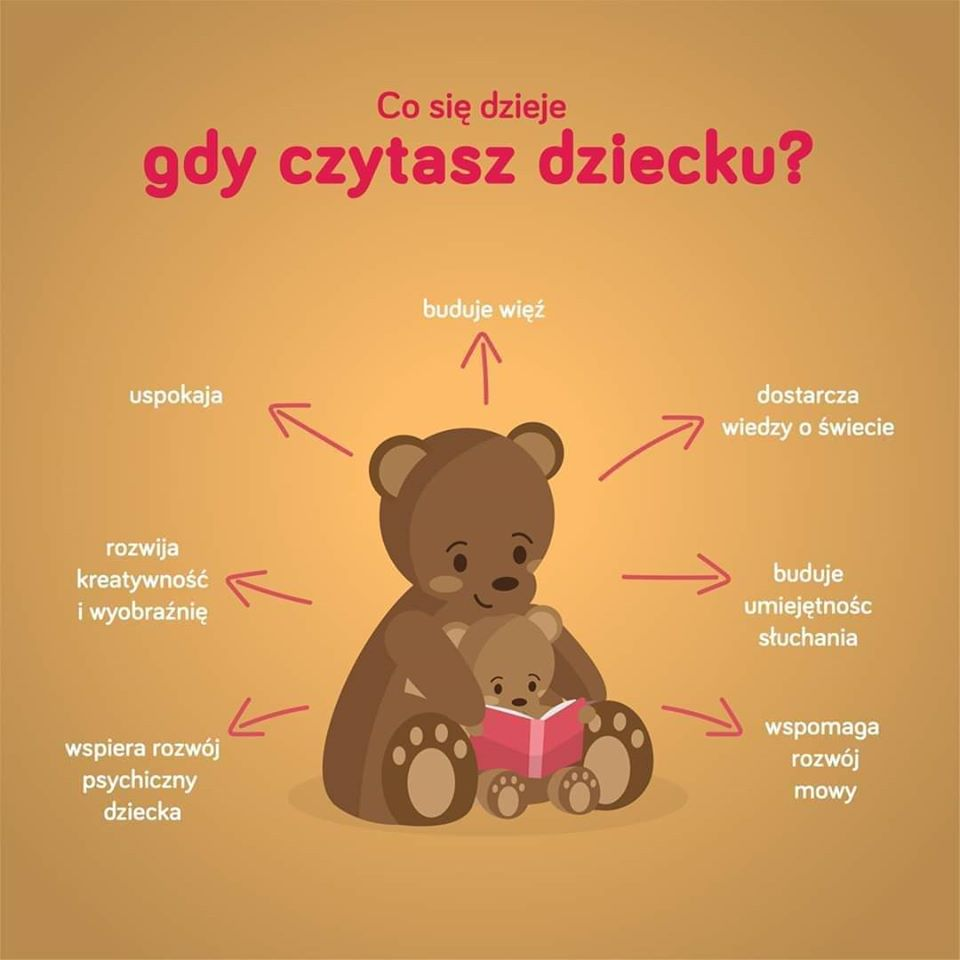 Co się dzieje
gdy czytasz dziecku?
buduje więź
uspokaja
dostarcza
wiedzy o świecie
rozwija
kreatywność
i wyobraźnię
buduje
umiejętnośc
słuchania
wspiera rozwój
psychiczny
dziecka
wspomaga
rozwój
mowy